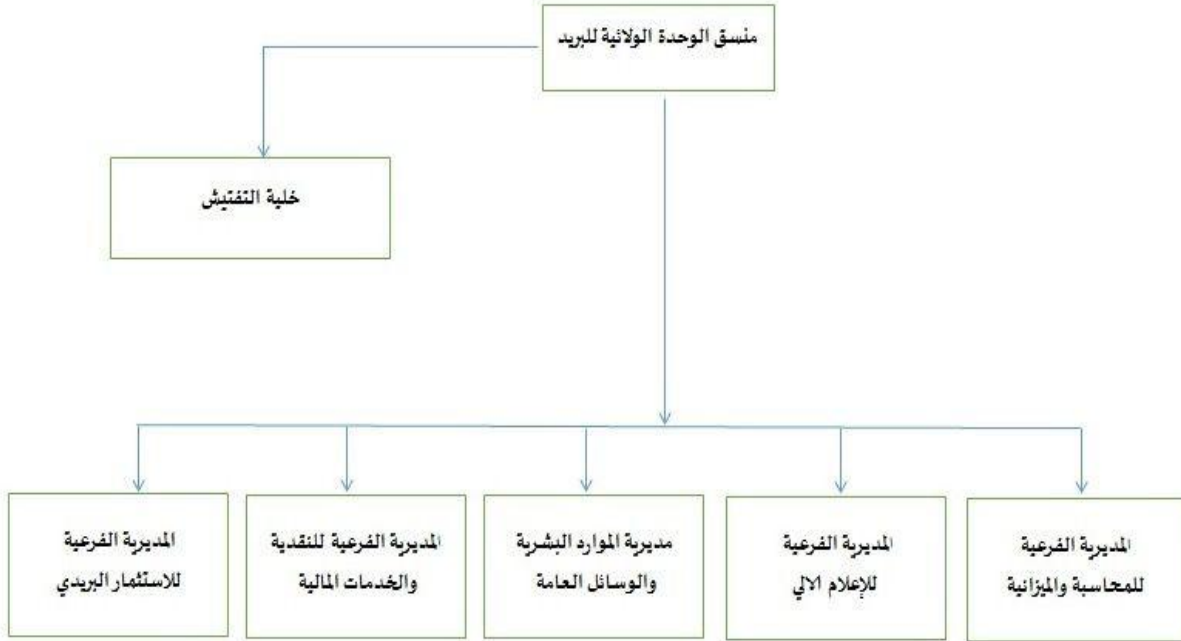 منسق الوحدة الولائية للبريد
خلية التفتيش
المديرية الفرعية
للمحاسبة والميزانية
المديرية الفرعية
للإعلام الالي
مديرية الموارد البشرية
والوسائل العامة
المديرية الفرعية للنقدية
والخدمات المالية
المديرية الفرعية
للاستثمار البريدي